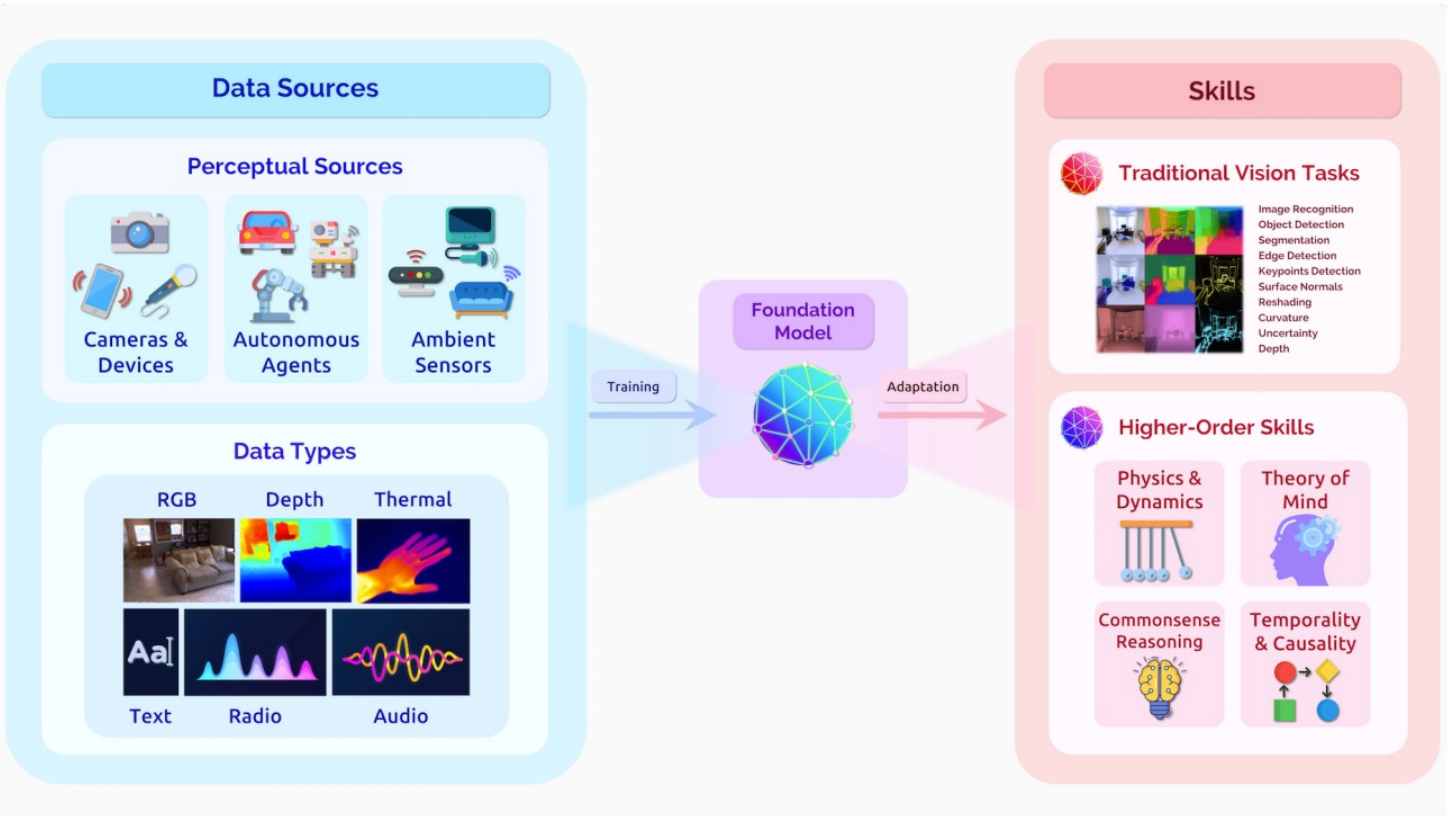 Data Sources
Perceptual Sources
Cameras &
Devices
Autonomous
Agents
Ambient
Sensors
Data Types
RGB
Depth
Thermal
Aa
Text
Radio
Audio
Training
Foundation
Model
Adaptation
Skills
Traditional Vision Tasks
Image Recognition
Object Detection
Segmentation
Edge Detection
Keypoints Detection
Surface Normals
Reshading
Curvature
Uncertainty
Depth
Higher-Order Skills
Physics &
Dynamics
Theory of
Mind
Commonsense
Reasoning
Temporality
& Causality